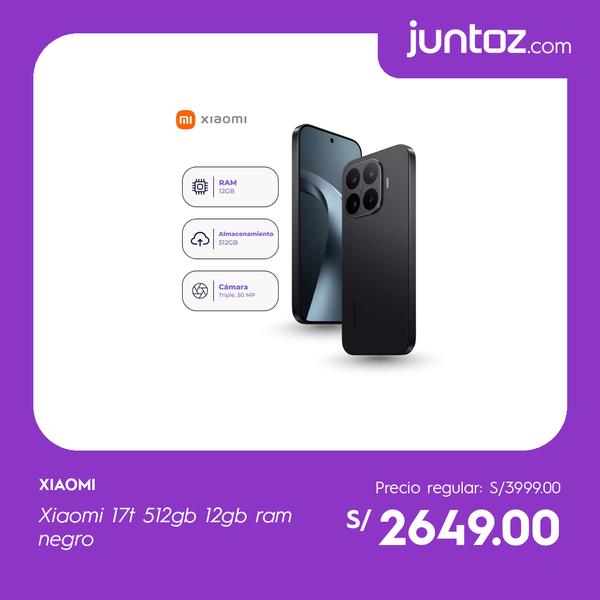 juntoz.com
mi xiaomi
RAM
12GB
Almacenamiento
512GB
Cámara
Triple, 50 MP
XIAOMI
Precio regular: S/3999.00
Xiaomi 17t 512gb 12gb ram
negro
S/ 2649.00